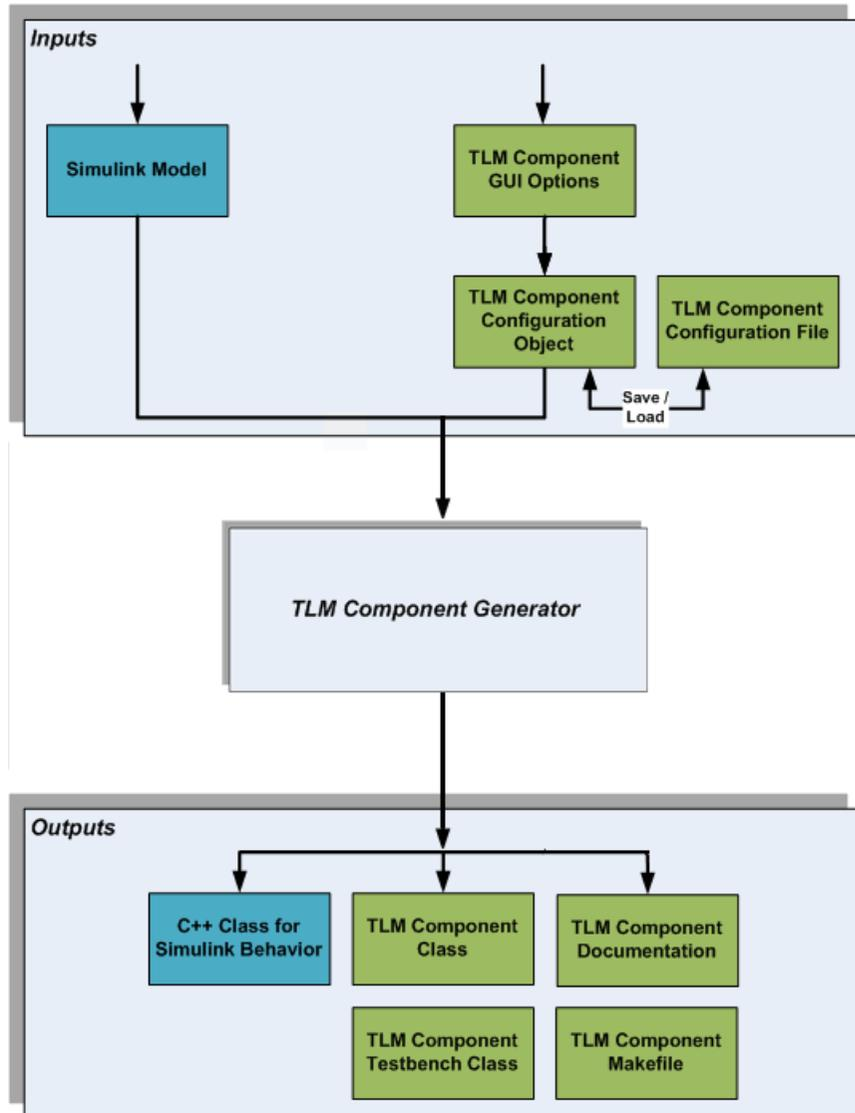 Inputs
Simulink Model
TLM Component
GUI Options
TLM Component
Configuration
Object
TLM Component
Configuration File
Save /
Load
TLM Component Generator
Outputs
C++ Class for
Simulink Behavior
TLM Component
Class
TLM Component
Documentation
TLM Component
Testbench Class
TLM Component
Makefile